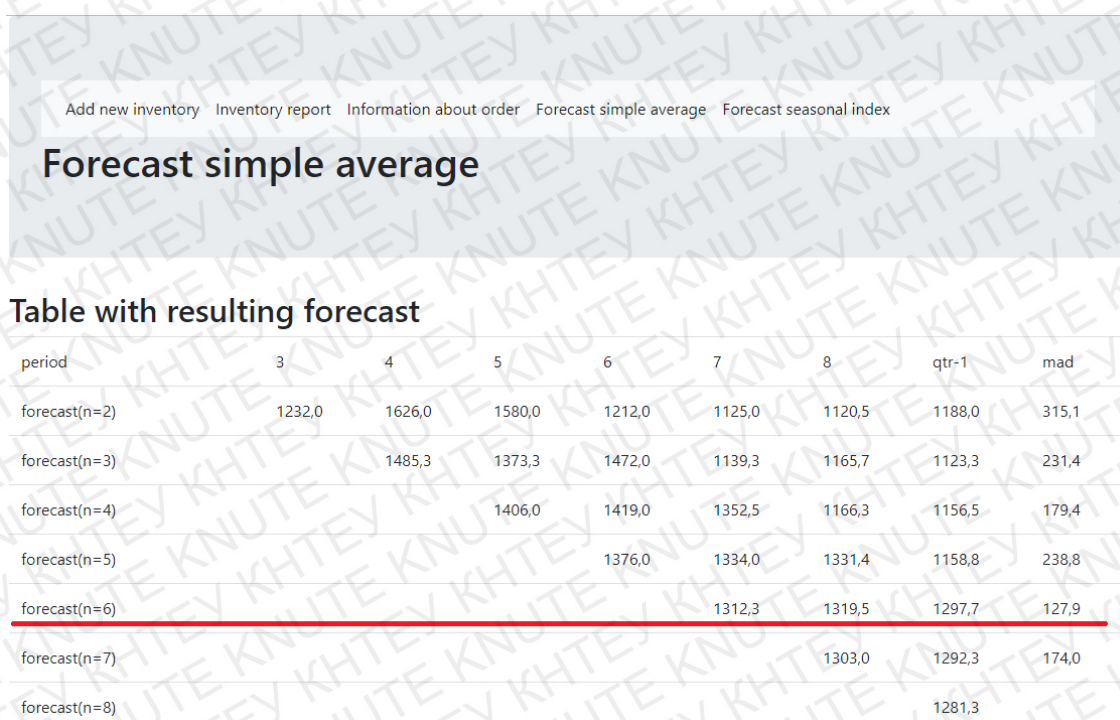 Add new inventory Inventory report Information about order Forecast simple average Forecast seasonal index
Forecast simple average
Table with resulting forecast
period 3 4 5 6 7 8 qtr-1 mad
forecast(n=2) 1232,0 1626,0 1580,0 1212,0 1125,0 1120,5 1188,0 315,1
forecast(n=3) 1485,3 1373,3 1472,0 1139,3 1165,7 1123,3 231,4
forecast(n=4) 1406,0 1419,0 1352,5 1166,3 1156,5 179,4
forecast(n=5) 1376,0 1334,0 1331,4 1158,8 238,8
forecast(n=6) 1312,3 1319,5 1297,7 127,9
forecast(n=7) 1303,0 1292,3 174,0
forecast(n=8) 1281,3